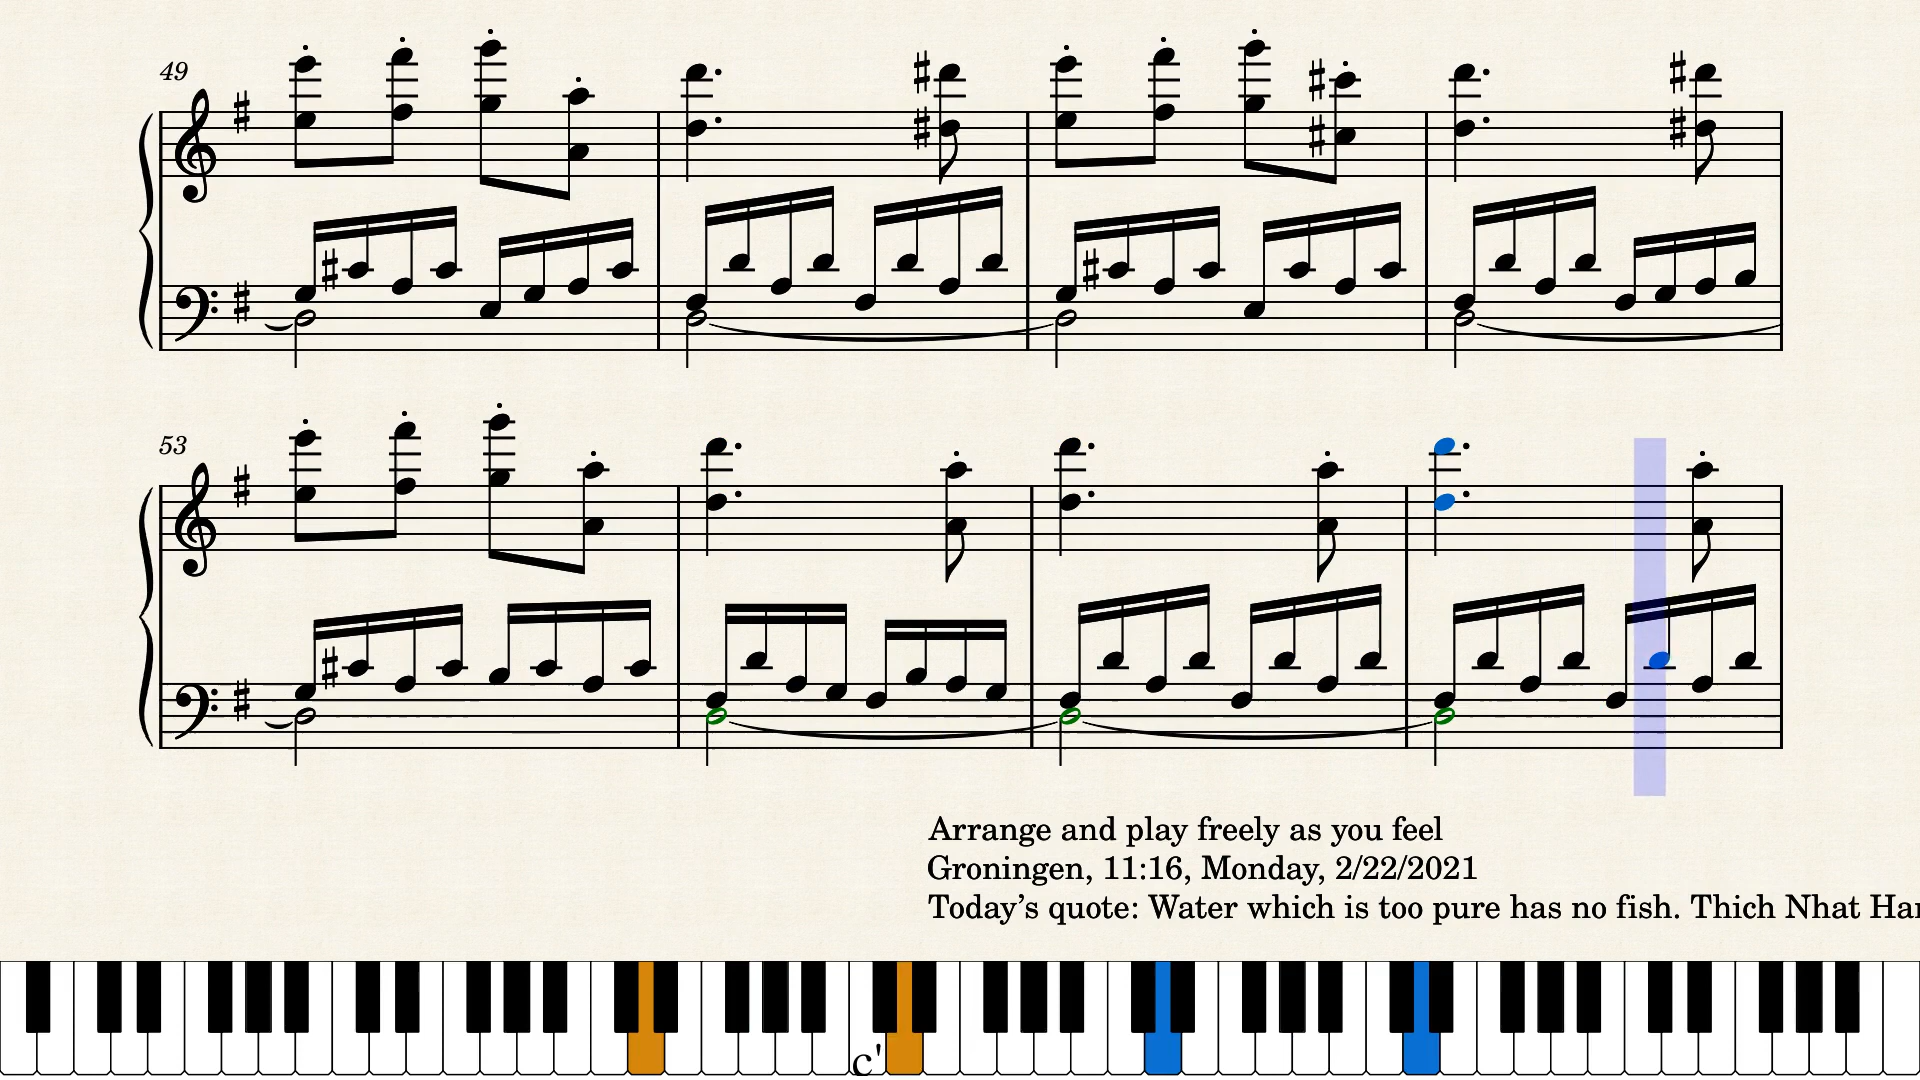 49
53
Arrange and play freely as you feel
Groningen, 11:16, Monday, 2/22/2021
Today’s quote: Water which is too pure has no fish. Thich Nhat
c'